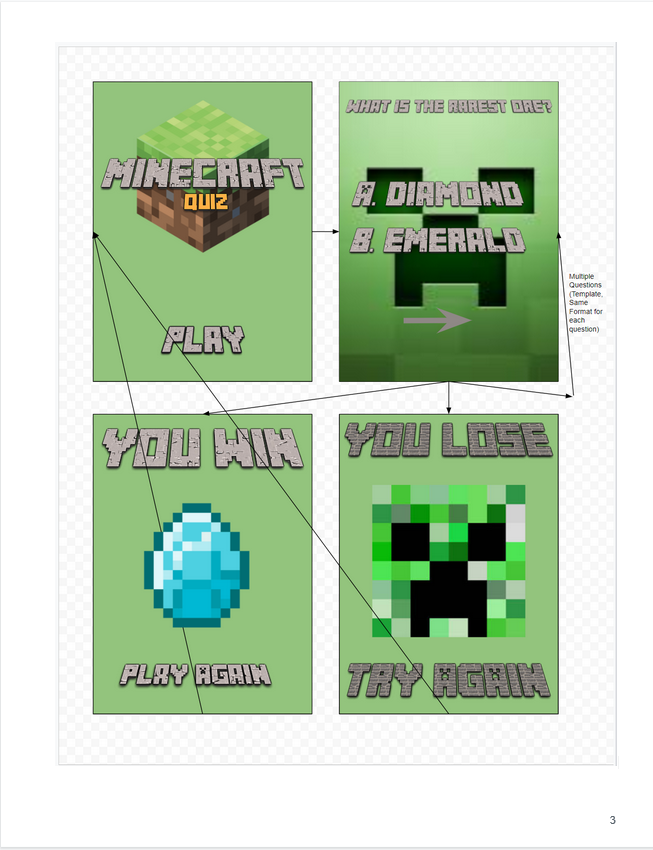 MINECRAFT
QUIZ
PLAY
WHAT IS THE RAREST ORE?
A. DIAMOND
B. EMERALD
Multiple
Questions
(Template,
Same
Format for
each
question)
YOU WIN
PLAY AGAIN
YOU LOSE
TRY AGAIN
3